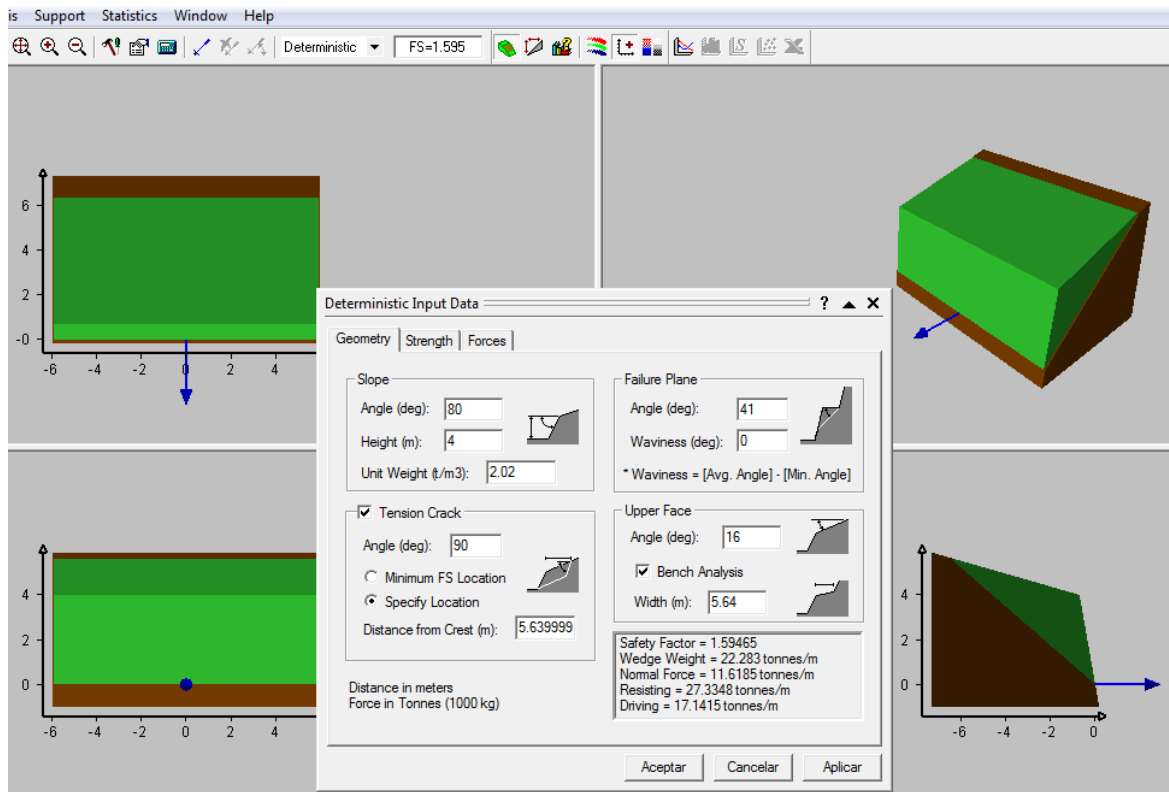 is Support Statistics Window Help
Deterministic FS=1.595
6
4
2
-0
-6 -4 -2 0 2 4
Deterministic Input Data ?
Geometry Strength Forces
Slope
Angle (deg): 80
Height (m): 4
Unit Weight (t/m3): 2.02
Failure Plane
Angle (deg): 41
Waviness (deg): 0
* Waviness = [Avg. Angle] - [Min. Angle]
Tension Crack
Angle (deg): 90
Minimum FS Location
Specify Location
Distance from Crest (m): 5.639999
Upper Face
Angle (deg): 16
Bench Analysis
Width (m): 5.64
Distance in meters
Force in Tonnes (1000 kg)
Safety Factor = 1.59465
Wedge Weight = 22.283 tonnes/m
Normal Force = 11.6185 tonnes/m
Resisting = 27.3348 tonnes/m
Driving = 17.1415 tonnes/m
Aceptar Cancelar Aplicar
4
2
0
-6 -4 -2 0 2 4
4
2
0
-6 -4 -2 0